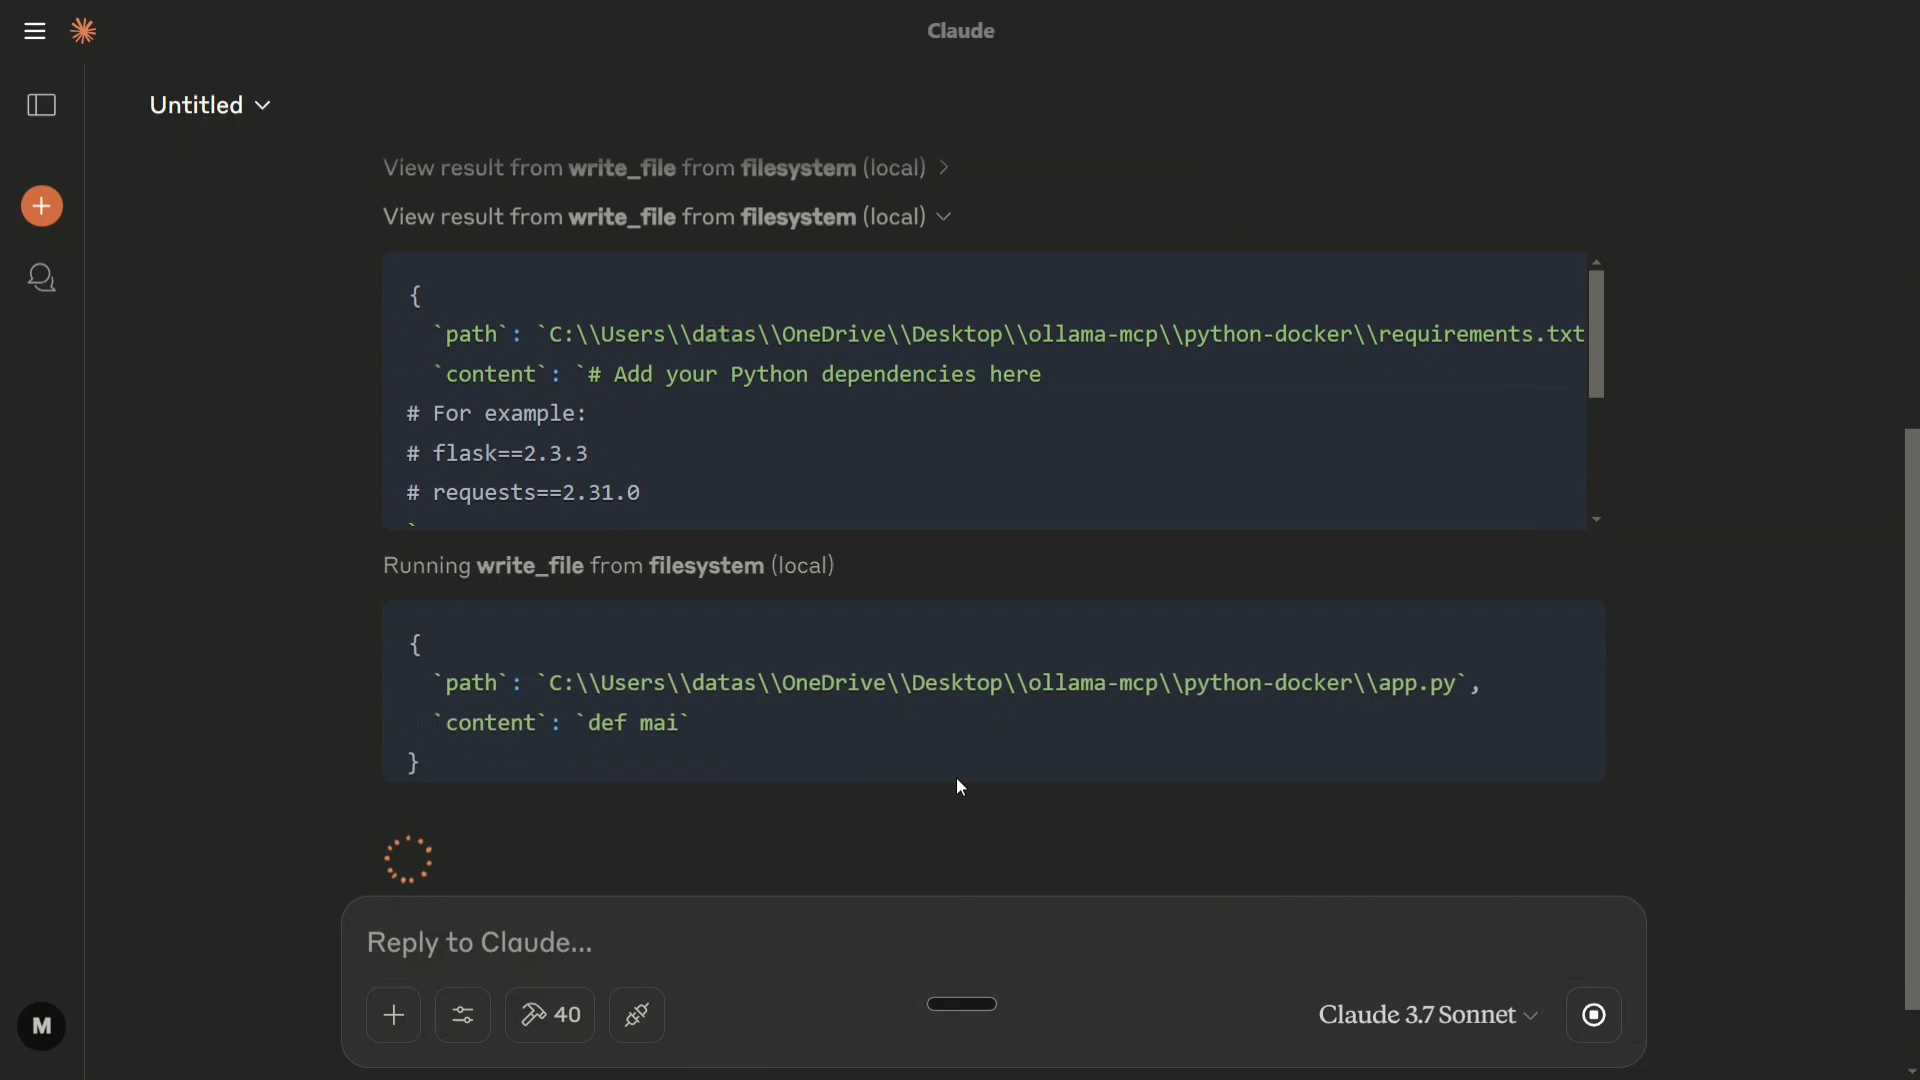 Claude
Untitled
View result from write_file from filesystem (local)
View result from write_file from filesystem (local)
{
`path`: `C:\\Users\\datas\\OneDrive\\Desktop\\ollama-mcp\\python-docker\\requirements.txt
`content`: `# Add your Python dependencies here
# For example:
# flask==2.3.3
# requests==2.31.0
`
Running write_file from filesystem (local)
{
`path`: `C:\\Users\\datas\\OneDrive\\Desktop\\ollama-mcp\\python-docker\\app.py`,
`content`: `def mai`
}
Reply to Claude...
40
Claude 3.7 Sonnet
M